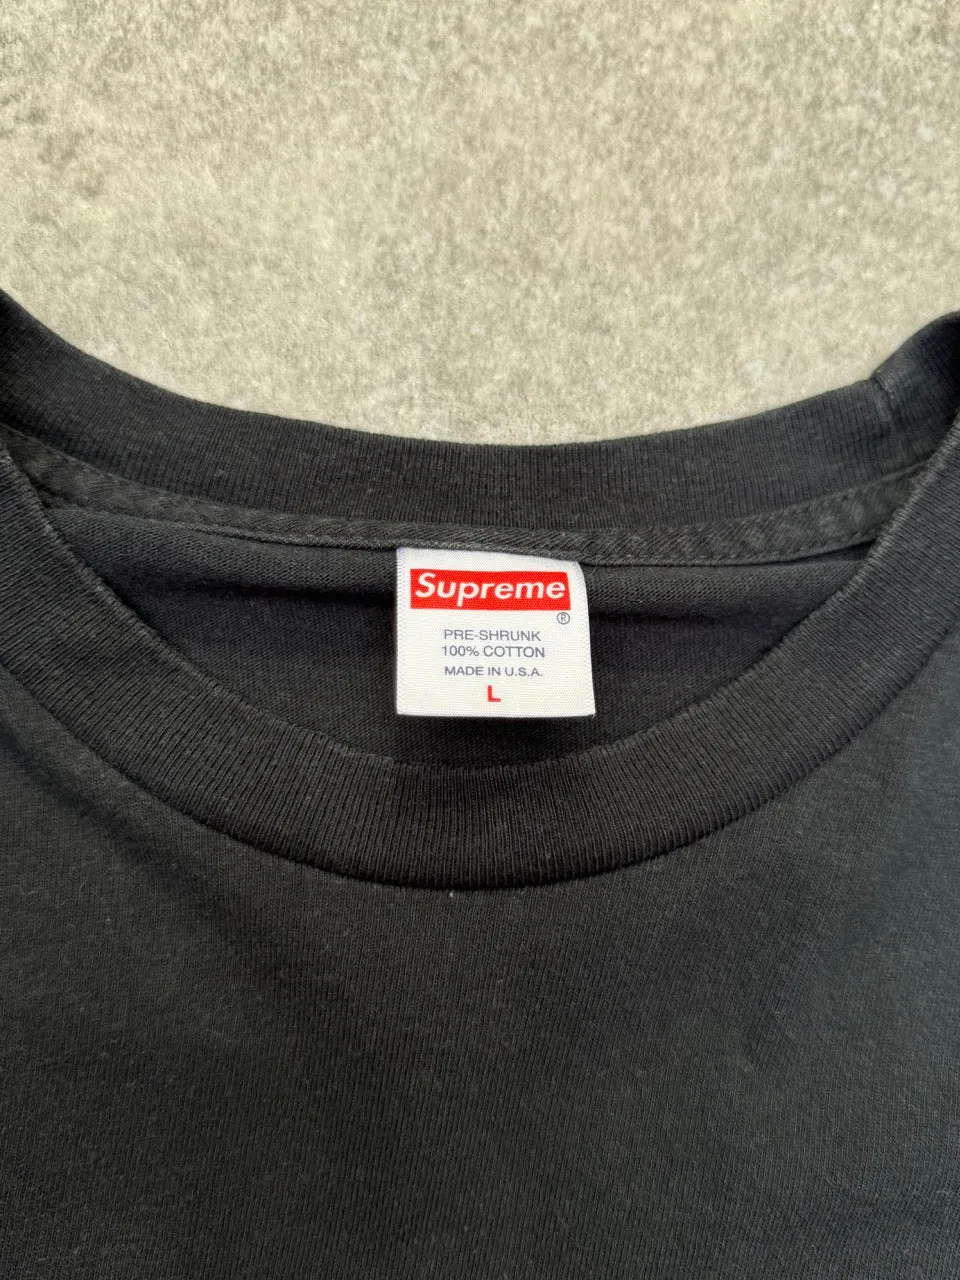 Supreme
®
PRE-SHRUNK
100% COTTON
MADE IN U.S.A.
L